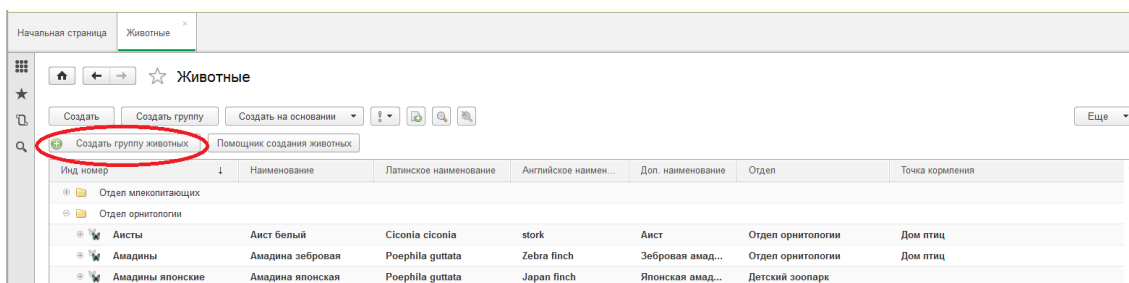 Начальная страница Животные ×
Животные
Создать Создать группу Создать на основании Еще
Создать группу животных Помощник создания животных
Инд номер ↓ Наименование Латинское наименование Английское наимен... Доп. наименование Отдел Точка кормления
Отдел млекопитающих
Отдел орнитологии
Аисты Аист белый Ciconia ciconia stork Аист Отдел орнитологии Дом птиц
Амадины Амадина зебровая Poephila guttata Zebra finch Зебровая амад... Отдел орнитологии Дом птиц
Амадины японские Амадина японская Poephila guttata Japan finch Японская амад... Детский зоопарк